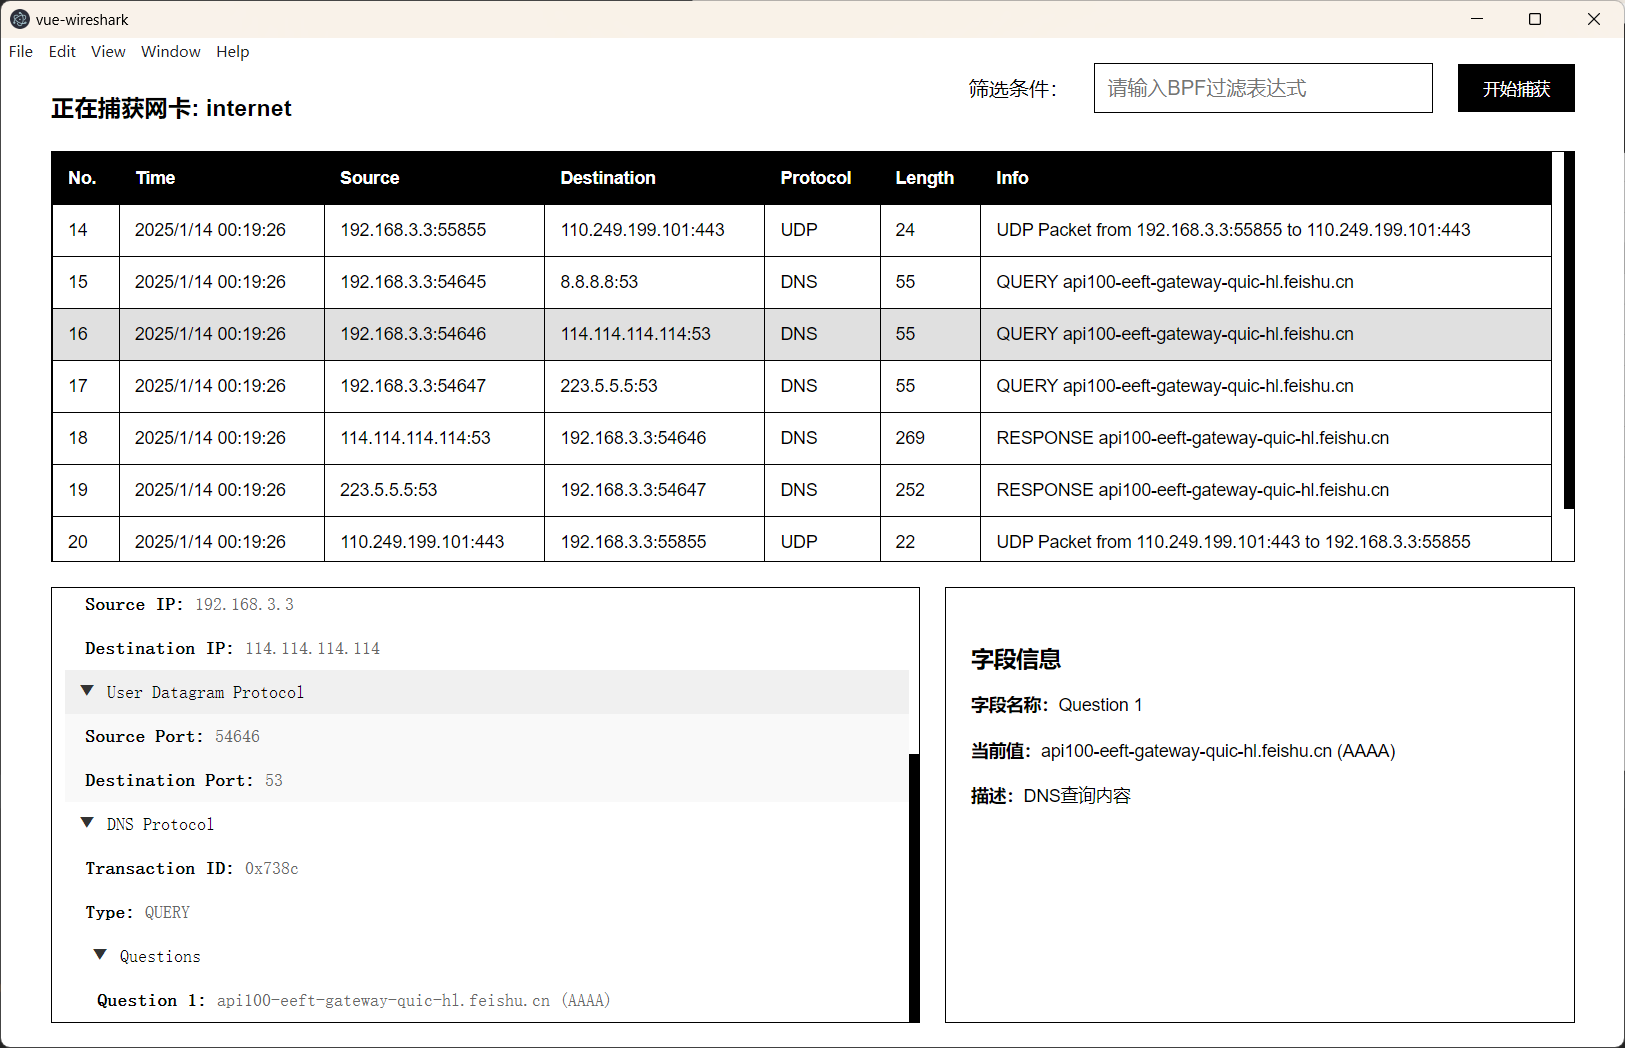 vue-wireshark
File Edit View Window Help
正在捕获网卡: internet
筛选条件： 请输入BPF过滤表达式 开始捕获
No. Time Source Destination Protocol Length Info
14 2025/1/14 00:19:26 192.168.3.3:55855 110.249.199.101:443 UDP 24 UDP Packet from 192.168.3.3:55855 to 110.249.199.101:443
15 2025/1/14 00:19:26 192.168.3.3:54645 8.8.8.8:53 DNS 55 QUERY api100-eeft-gateway-quic-hl.feishu.cn
16 2025/1/14 00:19:26 192.168.3.3:54646 114.114.114.114:53 DNS 55 QUERY api100-eeft-gateway-quic-hl.feishu.cn
17 2025/1/14 00:19:26 192.168.3.3:54647 223.5.5.5:53 DNS 55 QUERY api100-eeft-gateway-quic-hl.feishu.cn
18 2025/1/14 00:19:26 114.114.114.114:53 192.168.3.3:54646 DNS 269 RESPONSE api100-eeft-gateway-quic-hl.feishu.cn
19 2025/1/14 00:19:26 223.5.5.5:53 192.168.3.3:54647 DNS 252 RESPONSE api100-eeft-gateway-quic-hl.feishu.cn
20 2025/1/14 00:19:26 110.249.199.101:443 192.168.3.3:55855 UDP 22 UDP Packet from 110.249.199.101:443 to 192.168.3.3:55855
Source IP: 192.168.3.3
Destination IP: 114.114.114.114
User Datagram Protocol
Source Port: 54646
Destination Port: 53
DNS Protocol
Transaction ID: 0x738c
Type: QUERY
Questions
Question 1: api100-eeft-gateway-quic-hl.feishu.cn (AAAA)
字段信息
字段名称：Question 1
当前值：api100-eeft-gateway-quic-hl.feishu.cn (AAAA)
描述：DNS查询内容